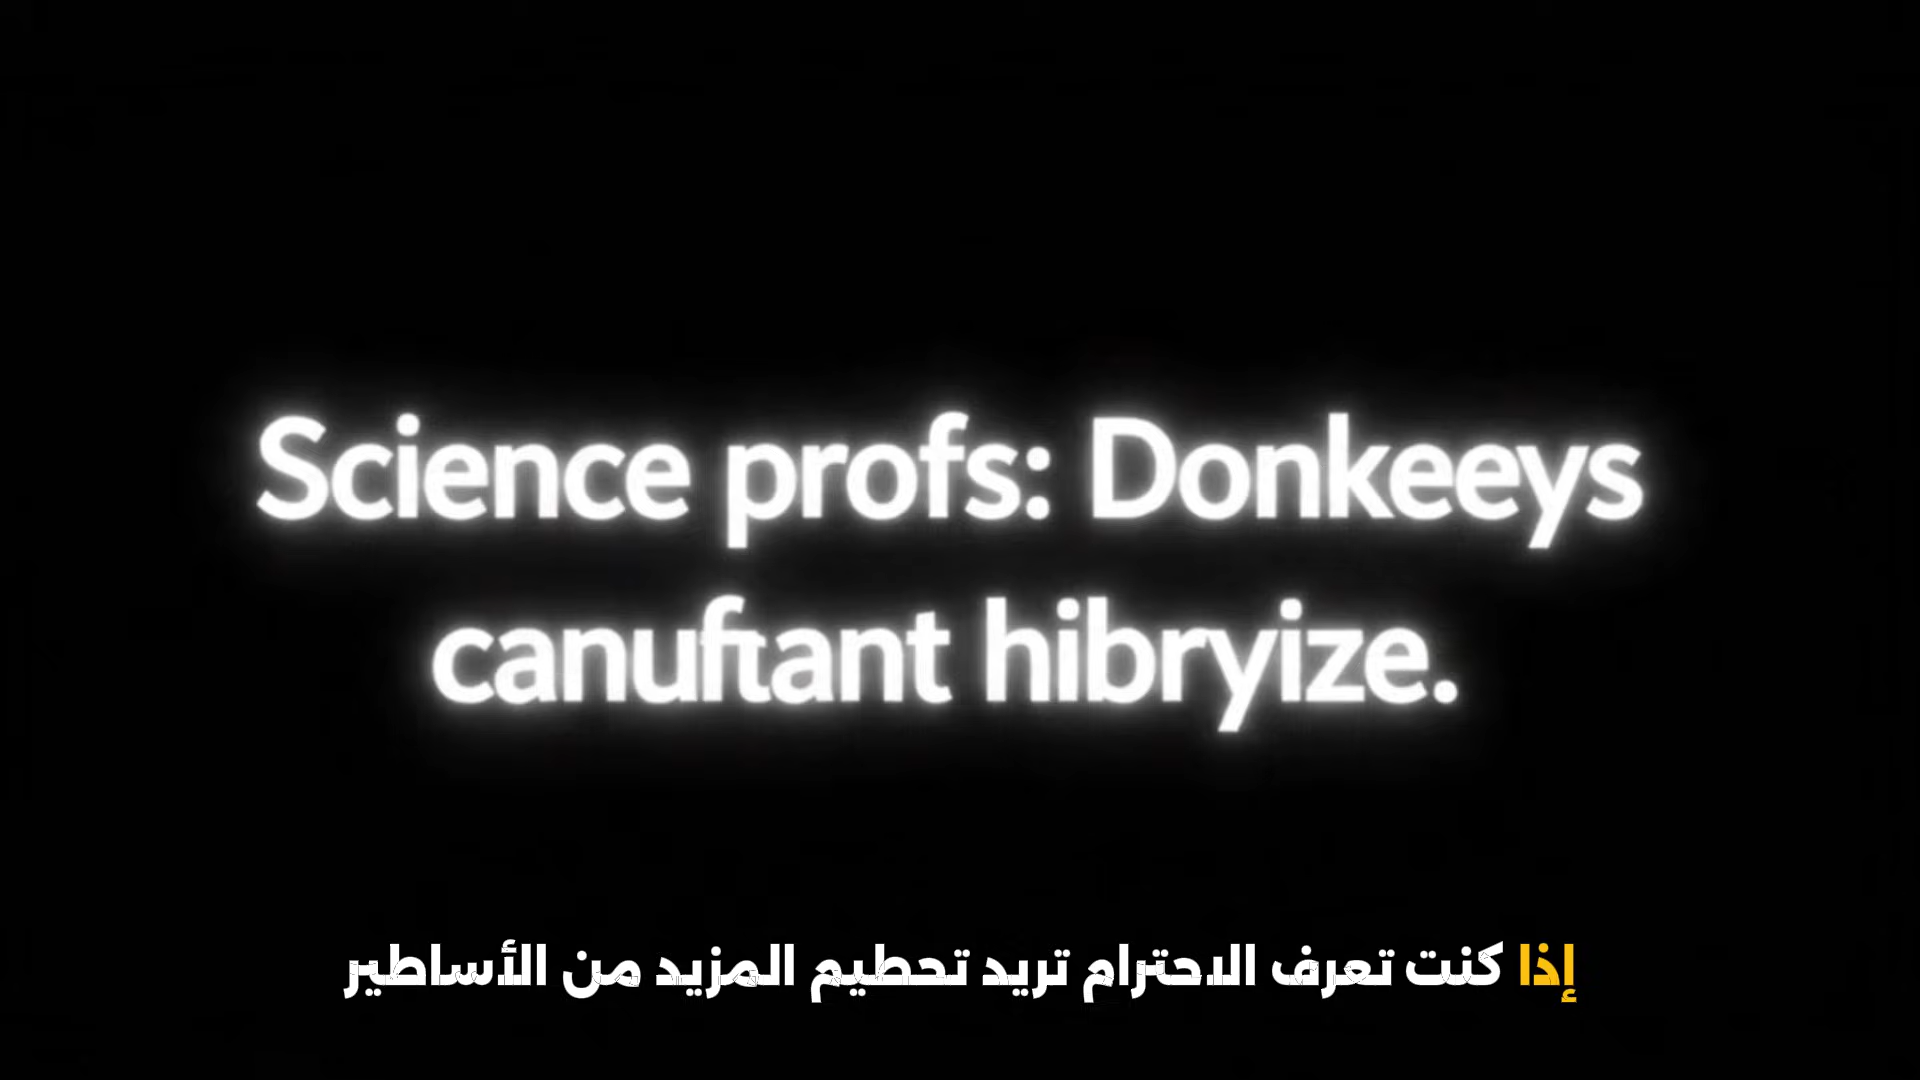 Science profs: Donkeeys
canuftant hibryize.
إذا كنت تعرف الاحترام تريد تحطيم المزيد من الأساطير